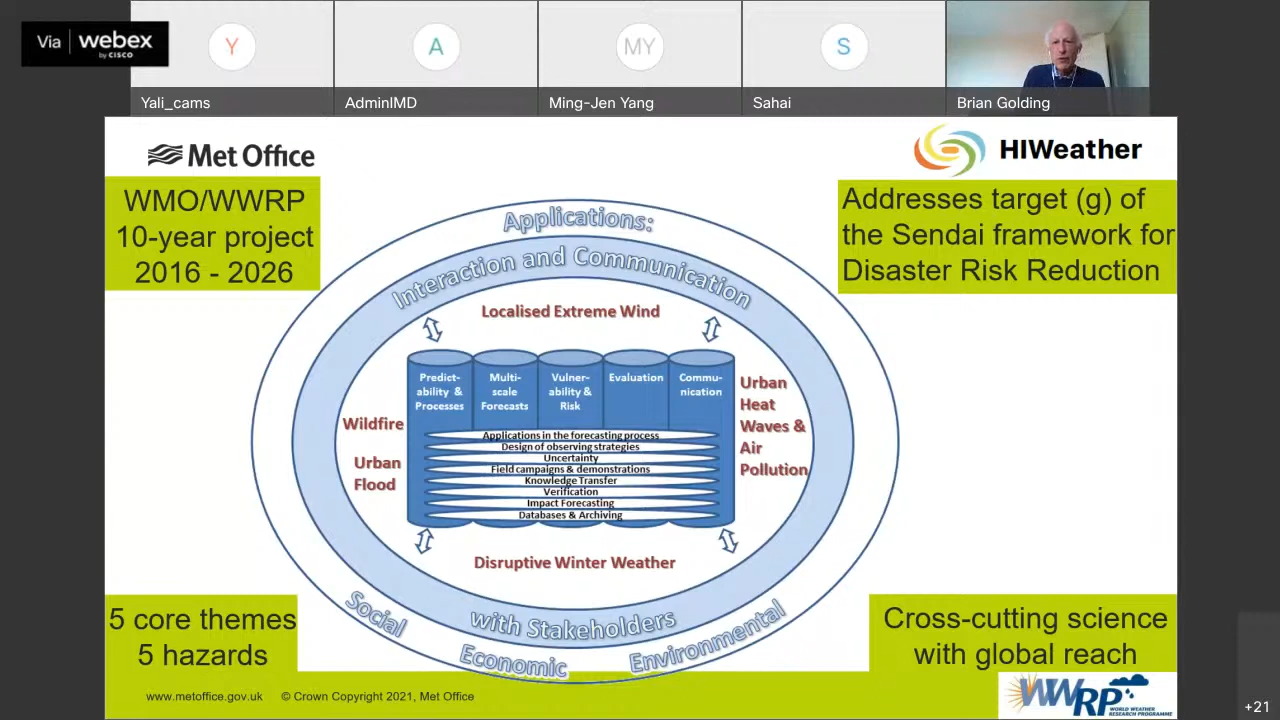 Via webex
by CISCO
Y
A
MY
S
Yali_cams
AdminIMD
Ming-Jen Yang
Sahai
Brian Golding
Met Office
HIWeather
WMO/WWRP
10-year project
2016 - 2026
Addresses target (g) of
the Sendai framework for
Disaster Risk Reduction
Applications:
Interaction and Communication
Localised Extreme Wind
Predict-
ability &
Processes
Multi-
scale
Forecasts
Vulner-
ability &
Risk
Evaluation
Commu-
nication
Wildfire
Urban
Flood
Urban
Heat
Waves &
Air
Pollution
Applications in the forecasting process
Design of observing strategies
Uncertainty
Field campaigns & demonstrations
Knowledge Transfer
Verification
Impact Forecasting
Databases & Archiving
Disruptive Winter Weather
with Stakeholders
Social
Economic
Environmental
5 core themes
5 hazards
Cross-cutting science
with global reach
www.metoffice.gov.uk © Crown Copyright 2021, Met Office
WWRP
WORLD WEATHER
RESEARCH PROGRAMME
+21